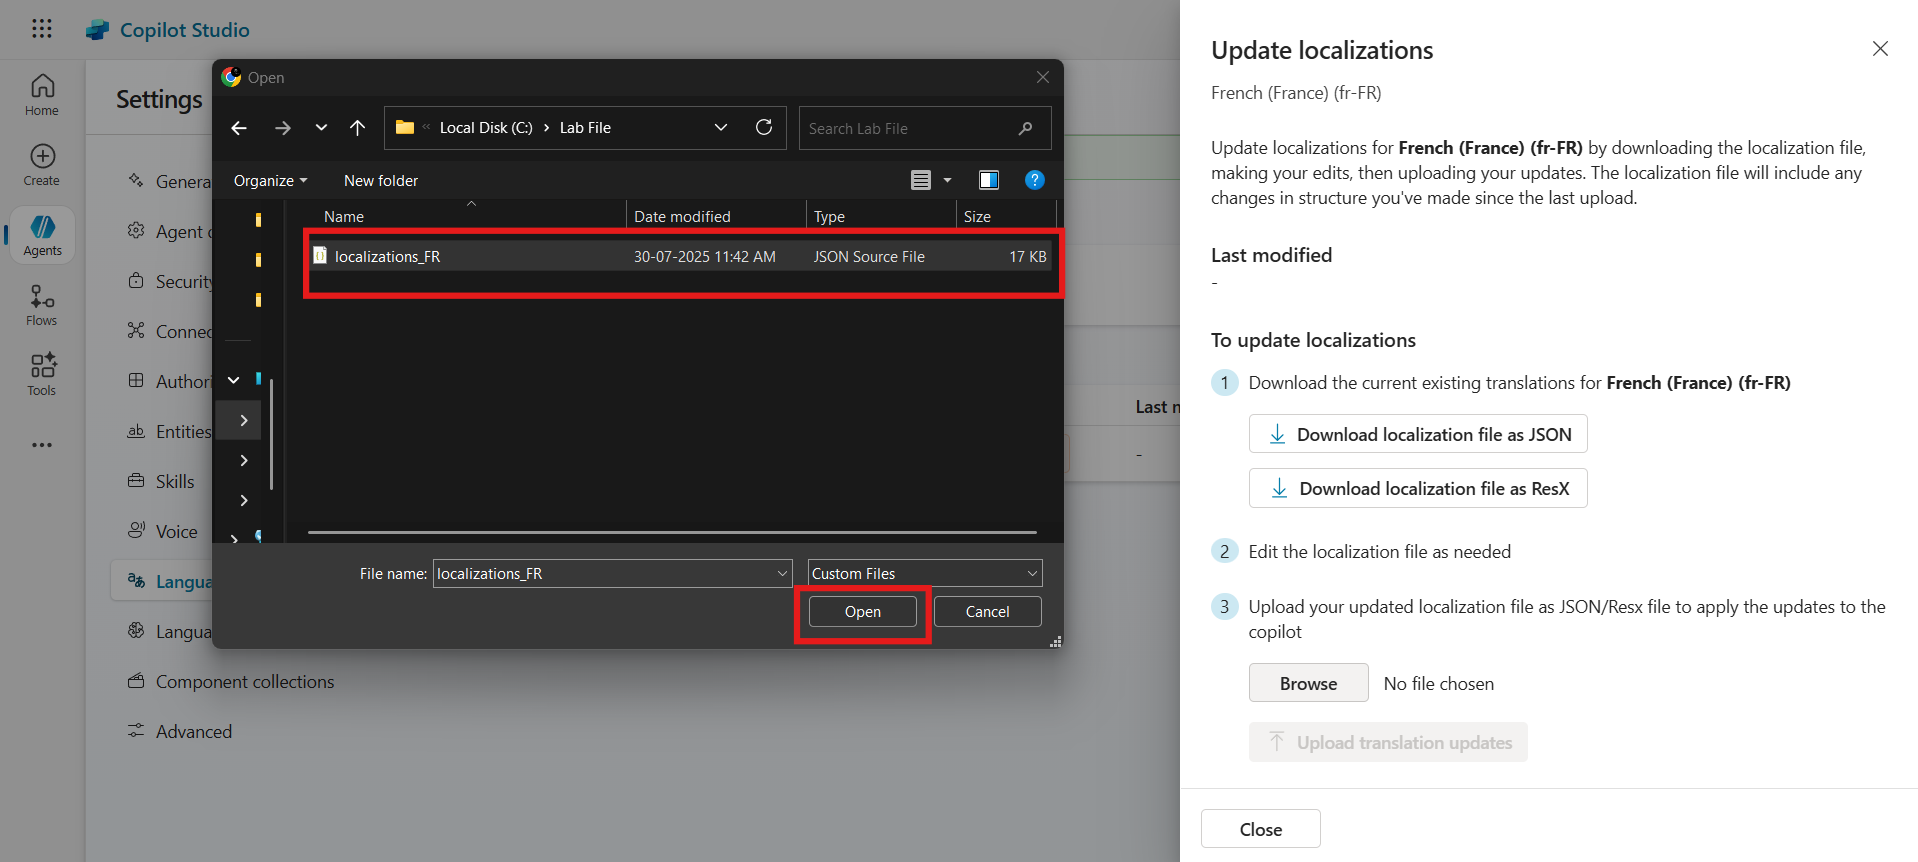 Copilot Studio
Home
Create
Agents
Flows
Tools
Settings
Genera
Agent
Security
Connec
Authori
Entities
Skills
Voice
Langua
Langua
Component collections
Advanced
Open
Local Disk (C:) › Lab File
Search Lab File
Organize
New folder
?
Name
Date modified
Type
Size
localizations_FR
30-07-2025 11:42 AM
JSON Source File
17 KB
File name:
localizations_FR
Custom Files
Open
Cancel
Last
-
Update localizations
French (France) (fr-FR)
Update localizations for French (France) (fr-FR) by downloading the localization file,
making your edits, then uploading your updates. The localization file will include any
changes in structure you've made since the last upload.
Last modified
-
To update localizations
1 Download the current existing translations for French (France) (fr-FR)
Download localization file as JSON
Download localization file as ResX
2 Edit the localization file as needed
3 Upload your updated localization file as JSON/Resx file to apply the updates to the
copilot
Browse
No file chosen
Upload translation updates
Close